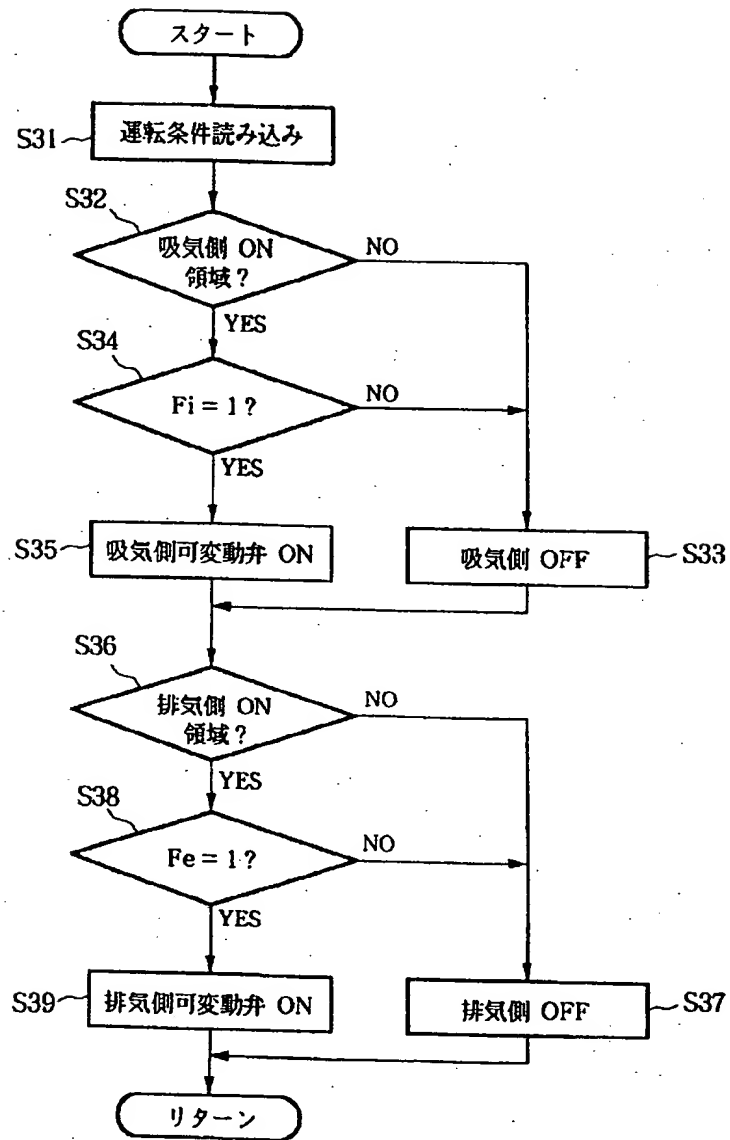 スタート
S31
運転条件読み込み
S32
吸気側 ON
領域?
NO
YES
S34
Fi = 1?
NO
YES
S35
吸気側可変動弁 ON
吸気側 OFF
S33
S36
排気側 ON
領域?
NO
YES
S38
Fe = 1?
NO
YES
S39
排気側可変動弁 ON
排気側 OFF
S37
リターン